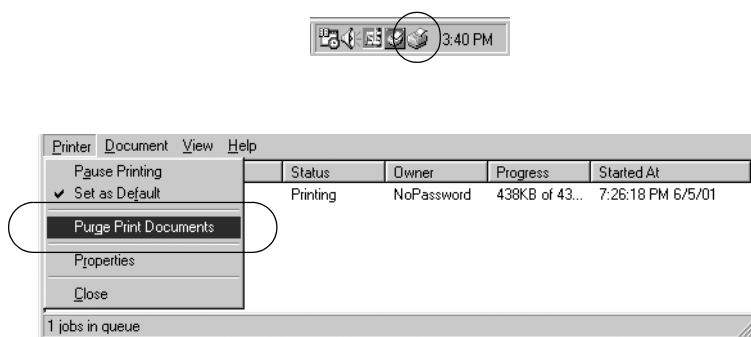 3:40 PM
Printer Document View Help
Pause Printing Status Owner Progress Started At
Set as Default Printing NoPassword 438KB of 43... 7:26:18 PM 6/5/01
Purge Print Documents
Properties
Close
1 jobs in queue